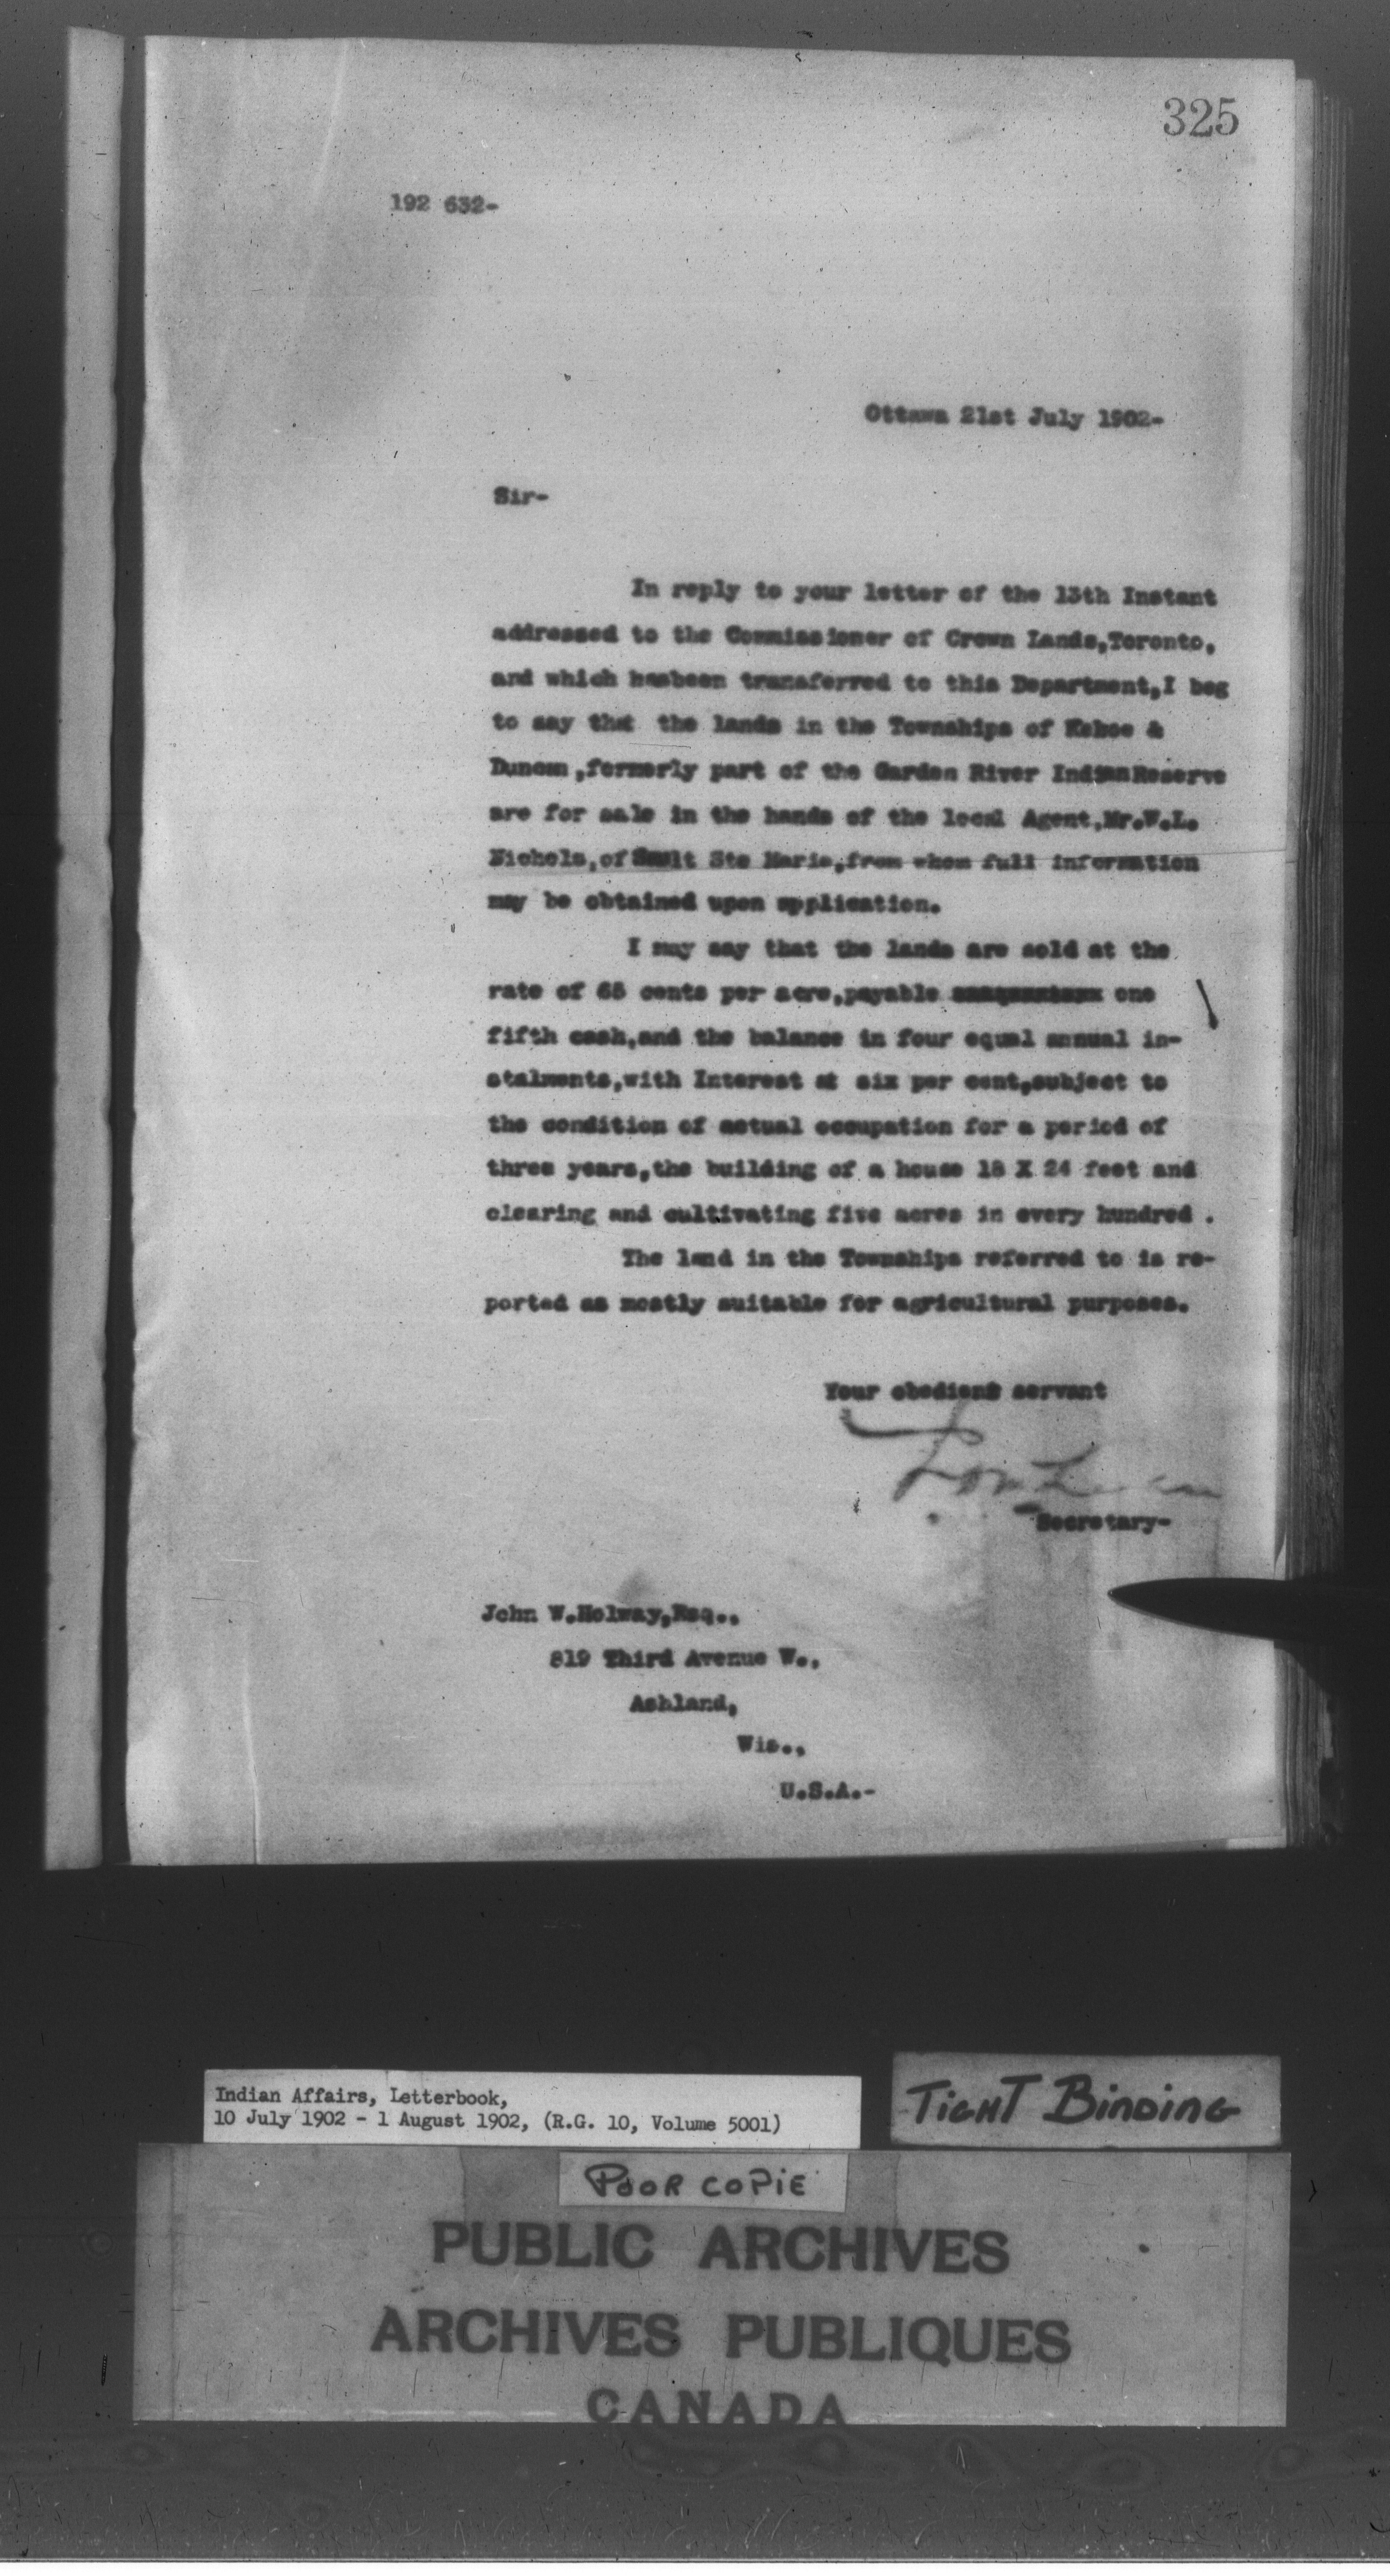 325
192 632-
Ottawa 21st July 1902-
Sir-
In reply to your letter of the 13th Instant
addressed to the Commissioner of Crown Lands,Toronto,
and which hasbeen transferred to this Department,I beg
to say that the lands in the Townships of Kehoe &
Duncan,formerly part of the Garden River IndianReserve
are for sale in the hands of the local Agent,Mr.W.L.
Nichols,of Sault Ste Marie,from whom full information
may be obtained upon application.
I may say that the lands are sold at the
rate of 65 cents per acre,payable one
fifth cash,and the balance in four equal annual in-
stalments,with Interest at six per cent,subject to
the condition of actual occupation for a period of
three years,the building of a house 18 X 24 feet and
clearing and cultivating five acres in every hundred .
The land in the Townships referred to is re-
ported as mostly suitable for agricultural purposes.
Your obedient servant
Secretary-
John W.Holway,Esq.,
819 Third Avenue W.,
Ashland,
Wis.,
U.S.A.-
Indian Affairs, Letterbook,
10 July 1902 - 1 August 1902, (R.G. 10, Volume 5001)
TIGHT BINDING
POOR COPIE
PUBLIC ARCHIVES
ARCHIVES PUBLIQUES
CANADA